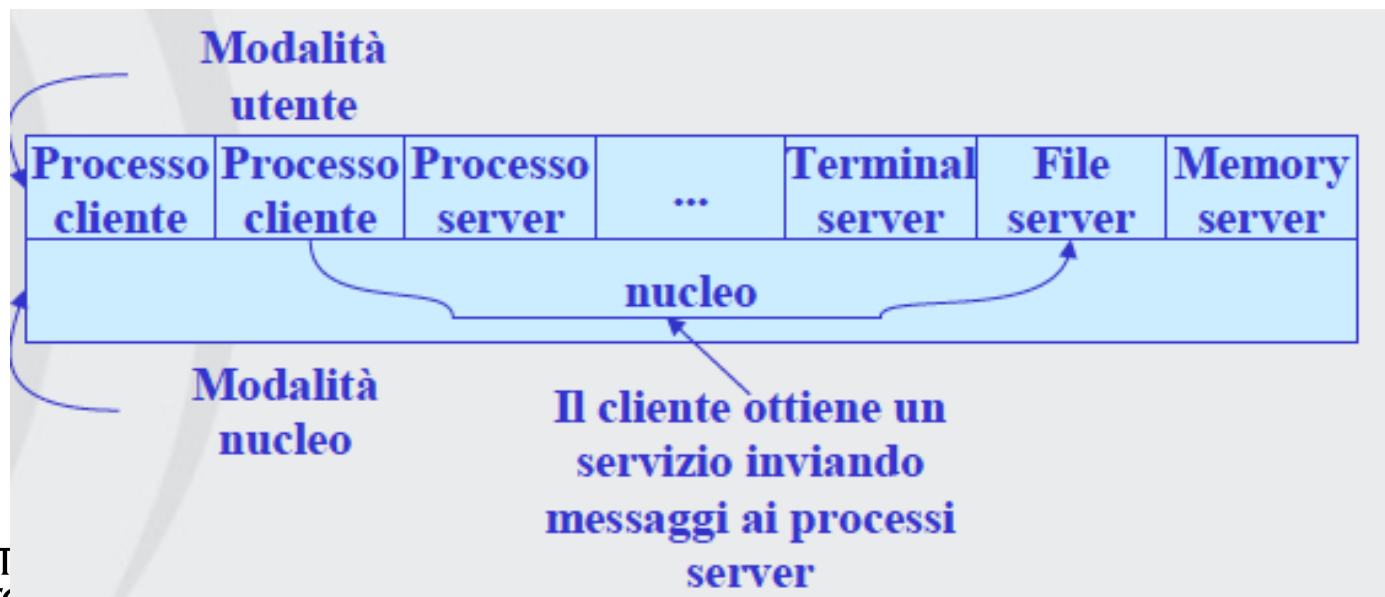 Modalità
utente
Processo Processo Processo ... Terminal File Memory
cliente cliente server server server server
nucleo
Modalità
nucleo
Il cliente ottiene un
servizio inviando
messaggi ai processi
server